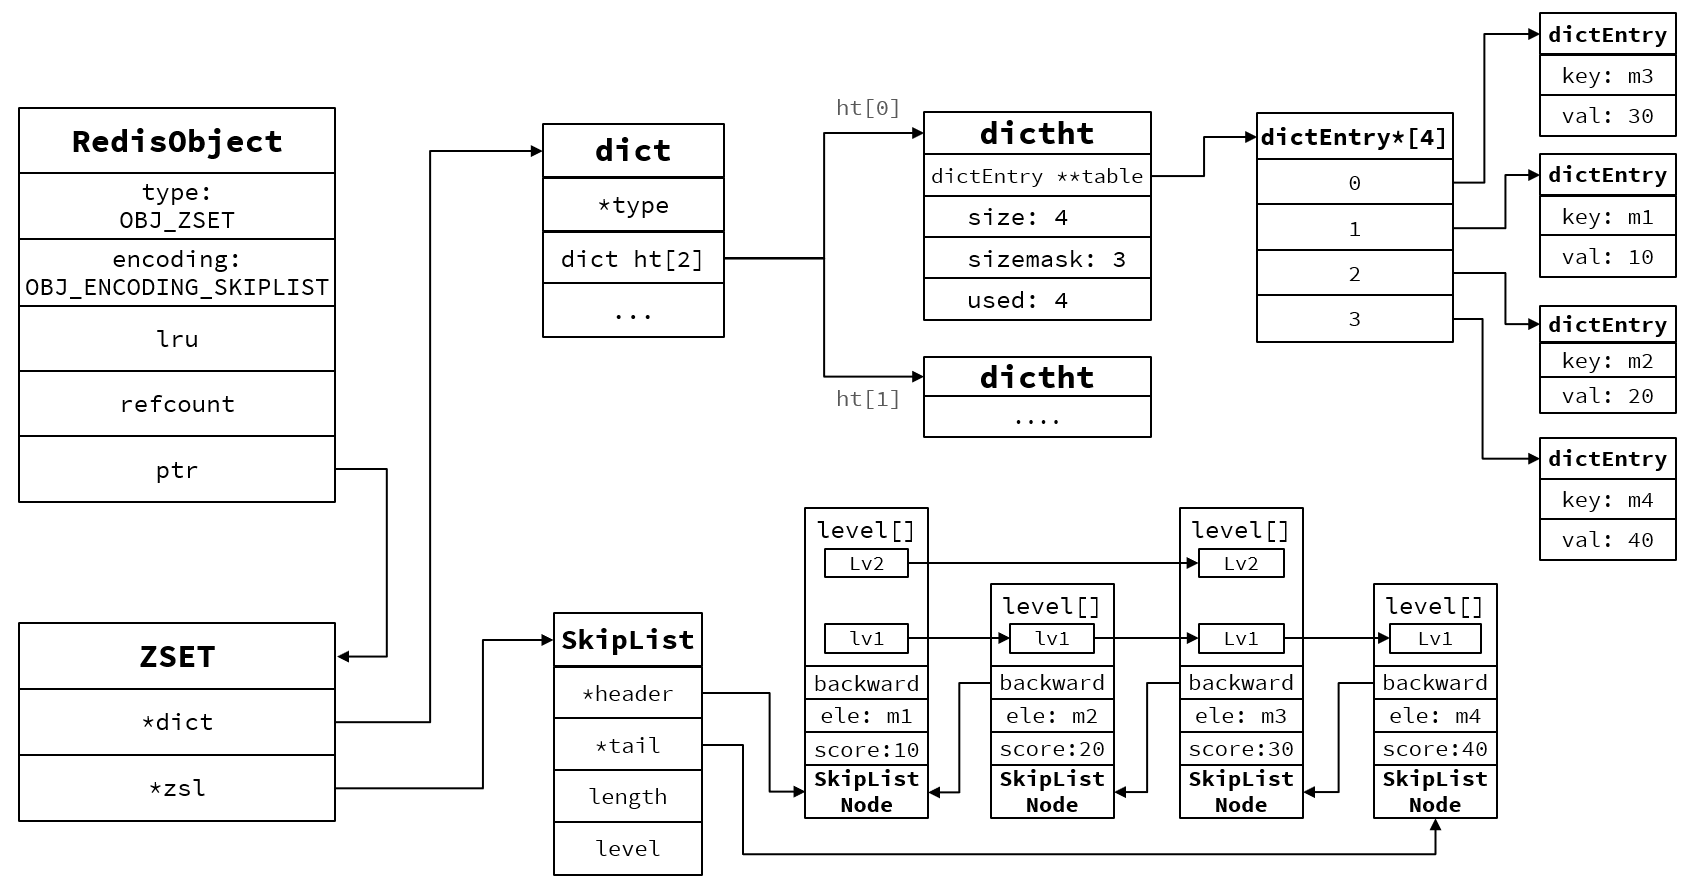 RedisObject
type:
OBJ_ZSET
encoding:
OBJ_ENCODING_SKIPLIST
lru
refcount
ptr
ZSET
*dict
*zsl
dict
*type
dict ht[2]
...
ht[0]
dictht
dictEntry **table
size: 4
sizemask: 3
used: 4
ht[1]
dictht
....
dictEntry*[4]
0
1
2
3
dictEntry
key: m3
val: 30
dictEntry
key: m1
val: 10
dictEntry
key: m2
val: 20
dictEntry
key: m4
val: 40
SkipList
*header
*tail
length
level
level[]
Lv2
lv1
backward
ele: m1
score:10
SkipList
Node
level[]
lv1
backward
ele: m2
score:20
SkipList
Node
level[]
Lv2
Lv1
backward
ele: m3
score:30
SkipList
Node
level[]
Lv1
backward
ele: m4
score:40
SkipList
Node